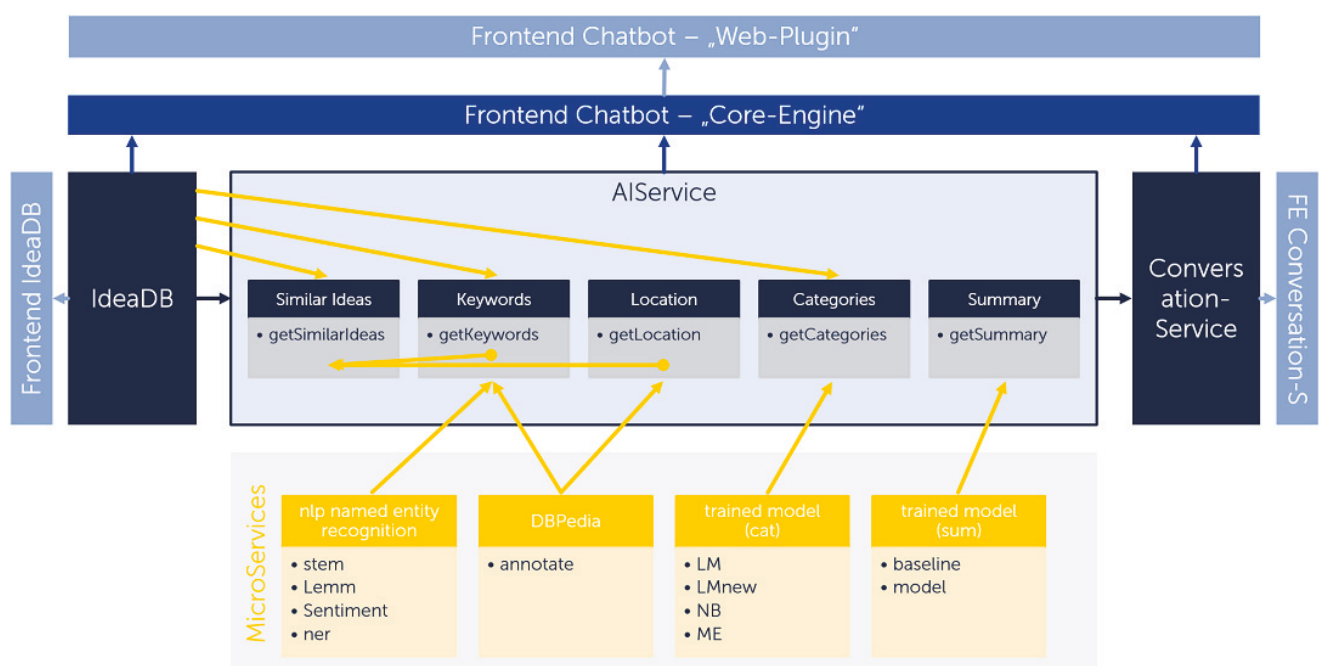 Frontend Chatbot – „Web-Plugin“
Frontend Chatbot – „Core-Engine“
Frontend IdeaDB
IdeaDB
AIService
Similar Ideas
• getSimilarIdeas
Keywords
• getKeywords
Location
• getLocation
Categories
• getCategories
Summary
• getSummary
Convers
ation-
Service
FE Conversation-S
MicroServices
nlp named entity
recognition
• stem
• Lemm
• Sentiment
• ner
DBPedia
• annotate
trained model
(cat)
• LM
• LMnew
• NB
• ME
trained model
(sum)
• baseline
• model